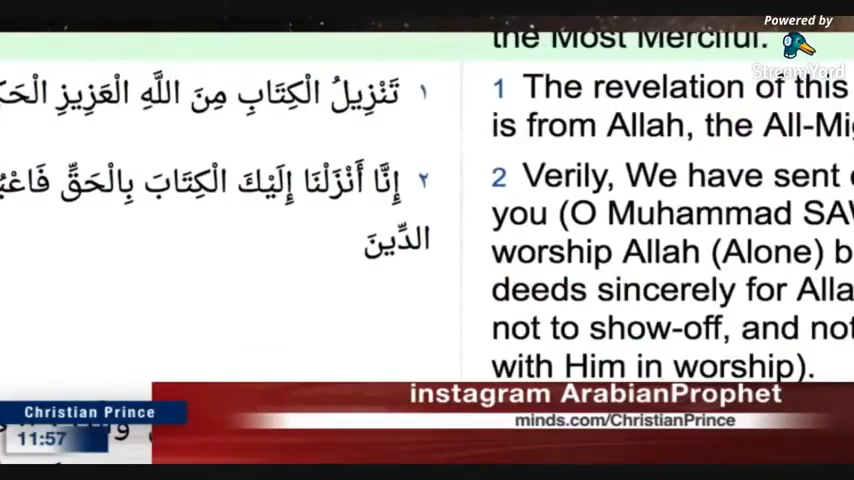 Powered by
StreamYard
the Most Merciful.
١ تَنْزِيلُ الْكِتَابِ مِنَ اللَّهِ الْعَزِيزِ
1 The revelation of this
is from Allah, the All-Mi
٢ إِنَّا أَنْزَلْنَا إِلَيْكَ الْكِتَابَ بِالْحَقِّ
الدِّينَ
2 Verily, We have sent
you (O Muhammad SAW
worship Allah (Alone) b
deeds sincerely for Alla
not to show-off, and not
with Him in worship).
instagram ArabianProphet
Christian Prince
minds.com/ChristianPrince
11:57